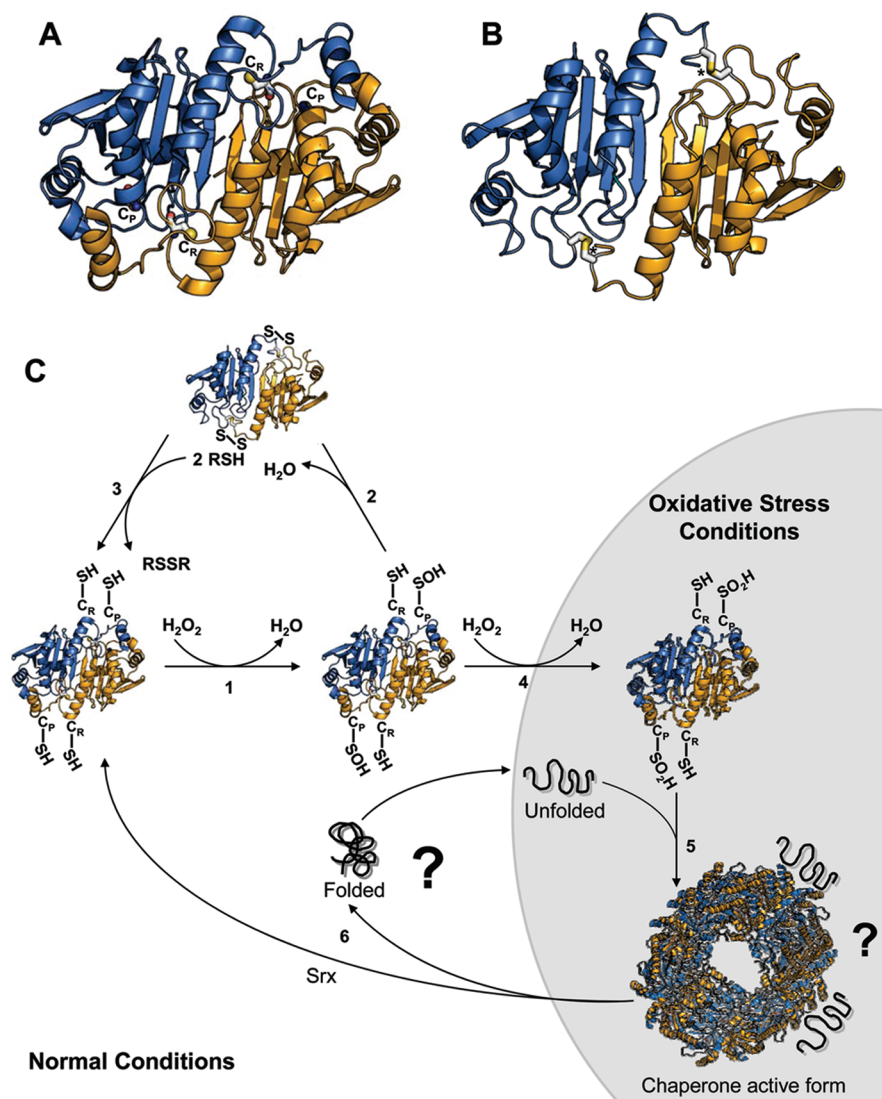 A
B
C_R
C_P
C_P
C_R
*
*
C
S S
S S
2 RSH
H₂O
3
2
RSSR
Oxidative Stress
Conditions
SH
SH
C_R
C_P
H₂O₂
H₂O
1
C_P
C_R
SH
SH
SH
SOH
C_R
C_P
H₂O₂
H₂O
4
C_P
C_R
SOH
SH
SH
SO₂H
C_R
C_P
C_P
C_R
SO₂H
SH
Unfolded
5
Folded
?
?
6
Srx
Normal Conditions
Chaperone active form